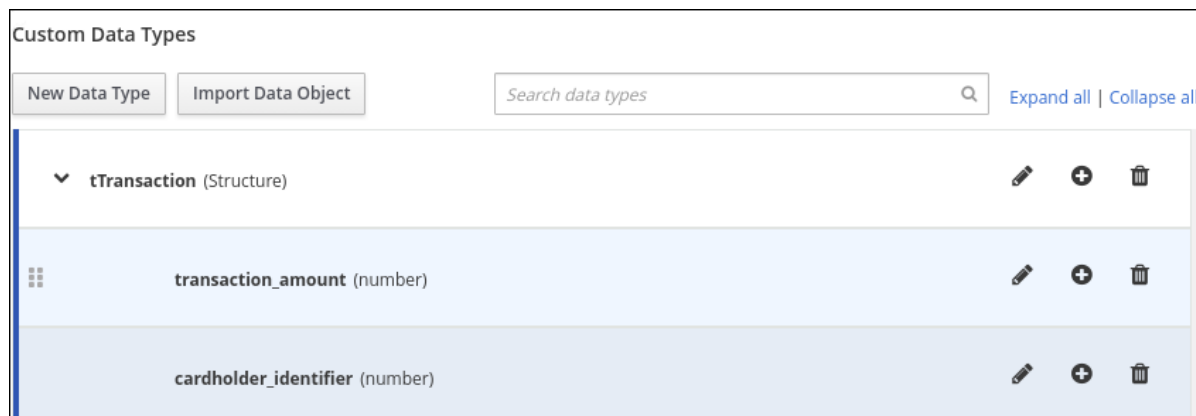 Custom Data Types
New Data Type Import Data Object Search data types Expand all | Collapse all
tTransaction (Structure)
transaction_amount (number)
cardholder_identifier (number)